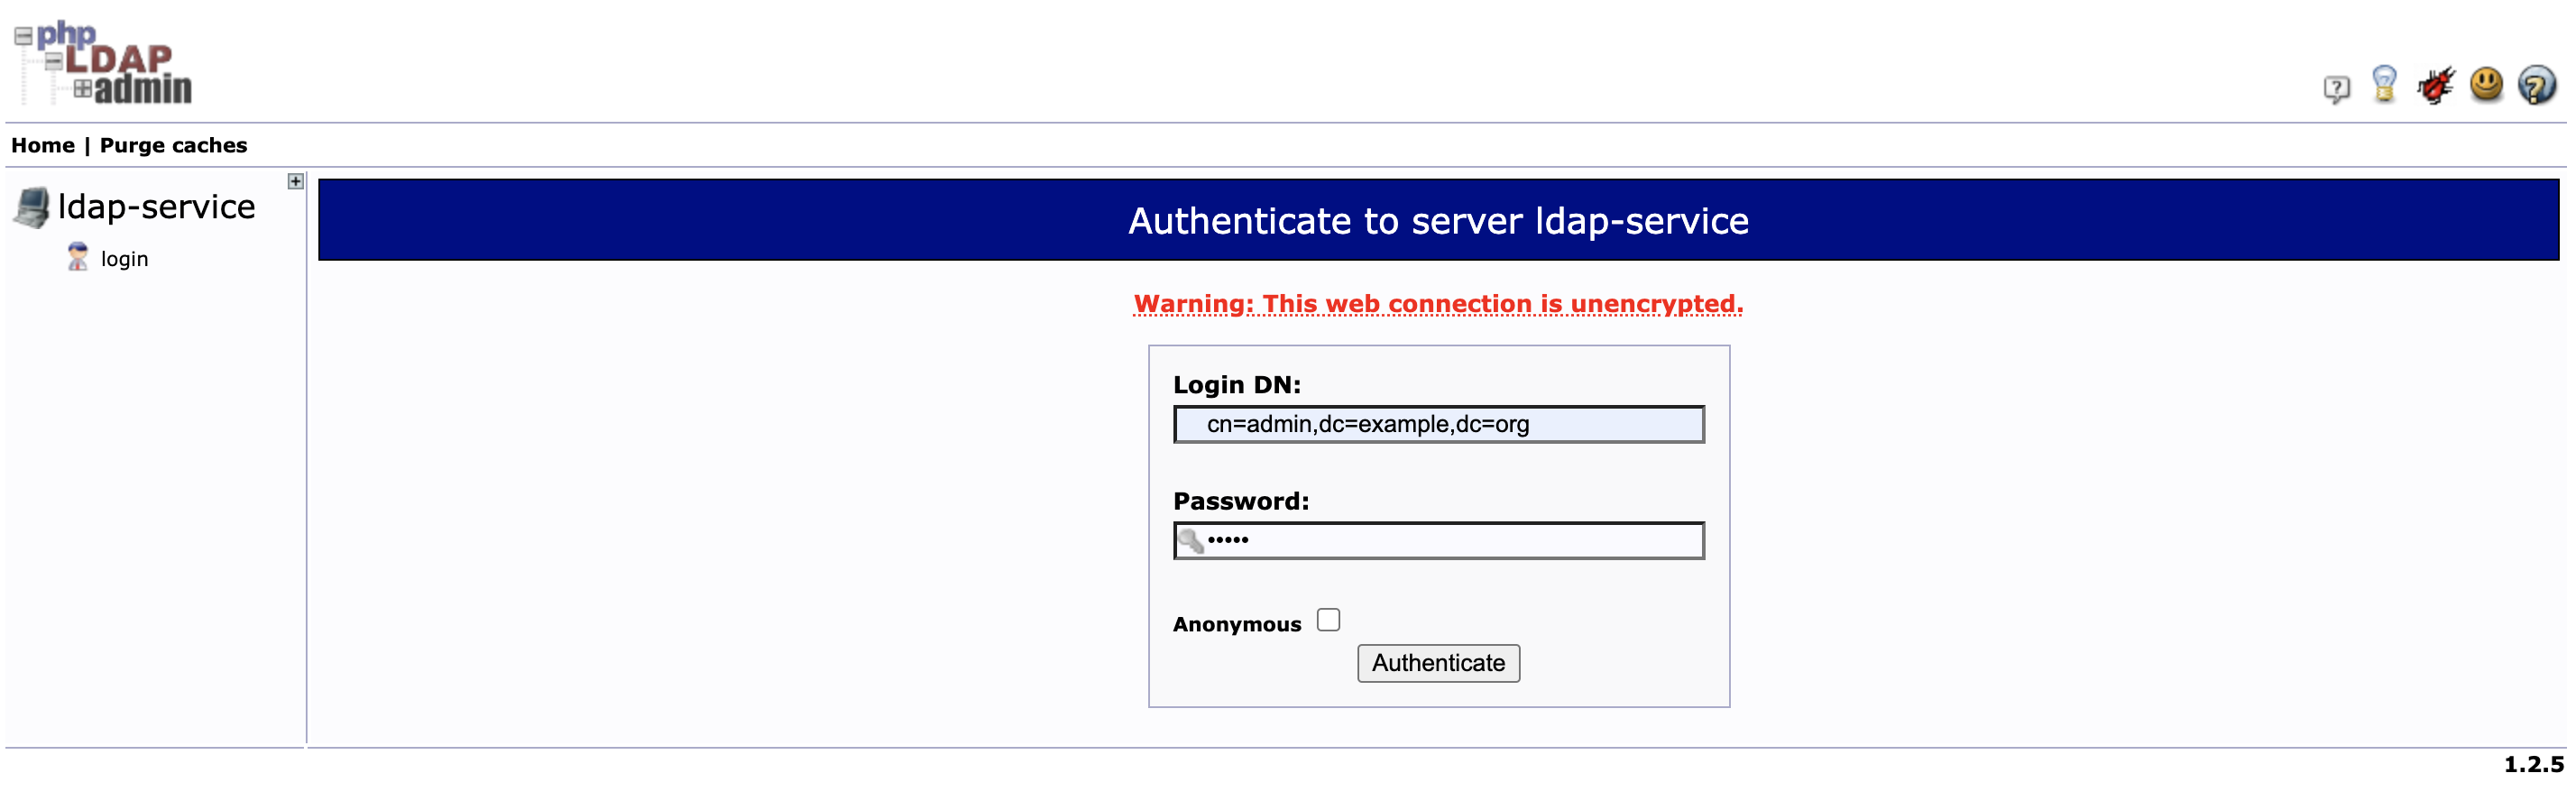 php
LDAP
admin
Home | Purge caches
ldap-service
login
Authenticate to server ldap-service
Warning: This web connection is unencrypted.
Login DN:
cn=admin,dc=example,dc=org
Password:
•••••
Anonymous
Authenticate
1.2.5